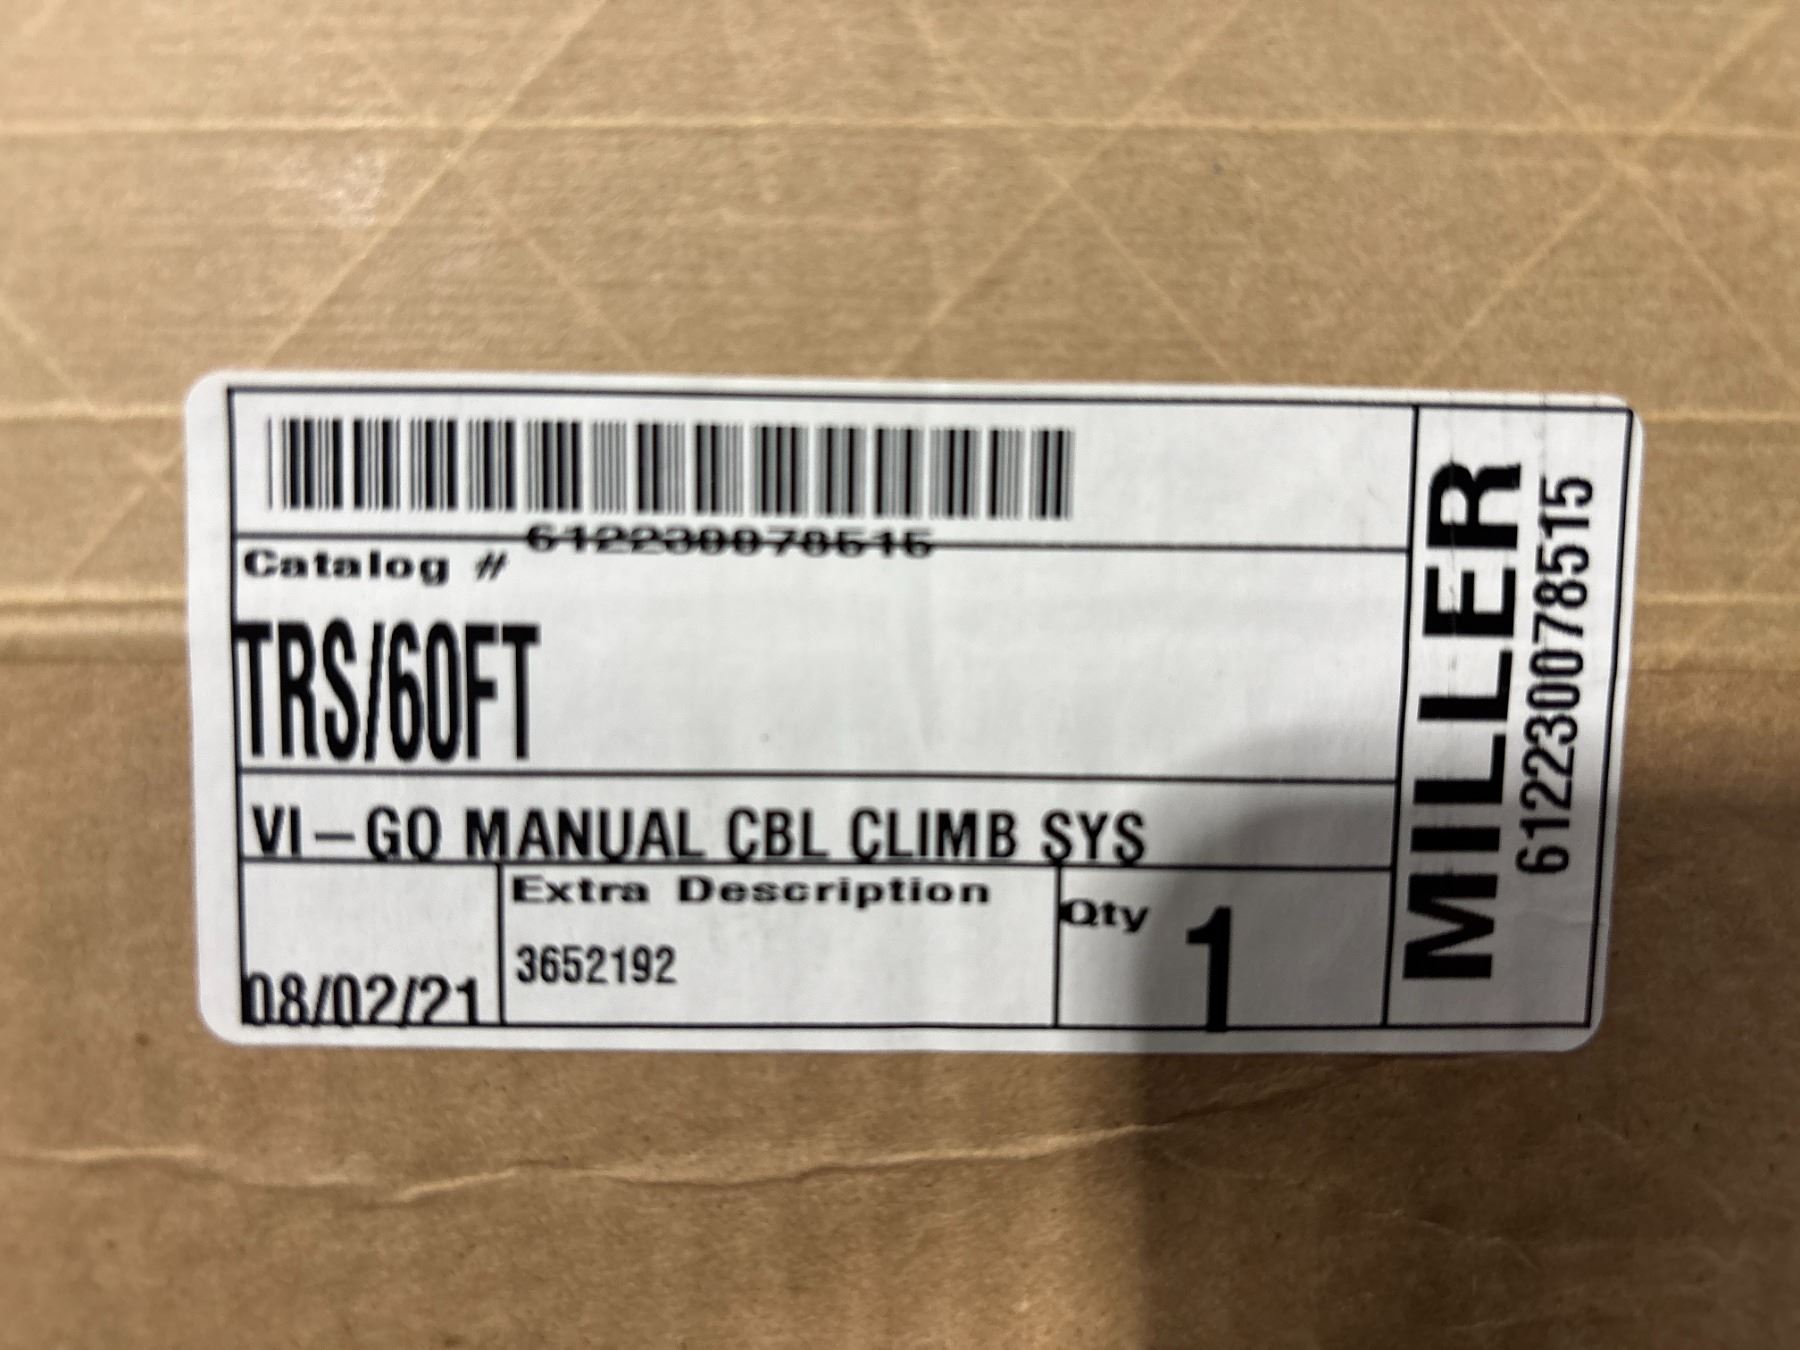 612230078515
Catalog #
TRS/60FT
VI-GO MANUAL CBL CLIMB SYS
08/02/21
Extra Description
3652192
Qty 1
MILLER
612230078515